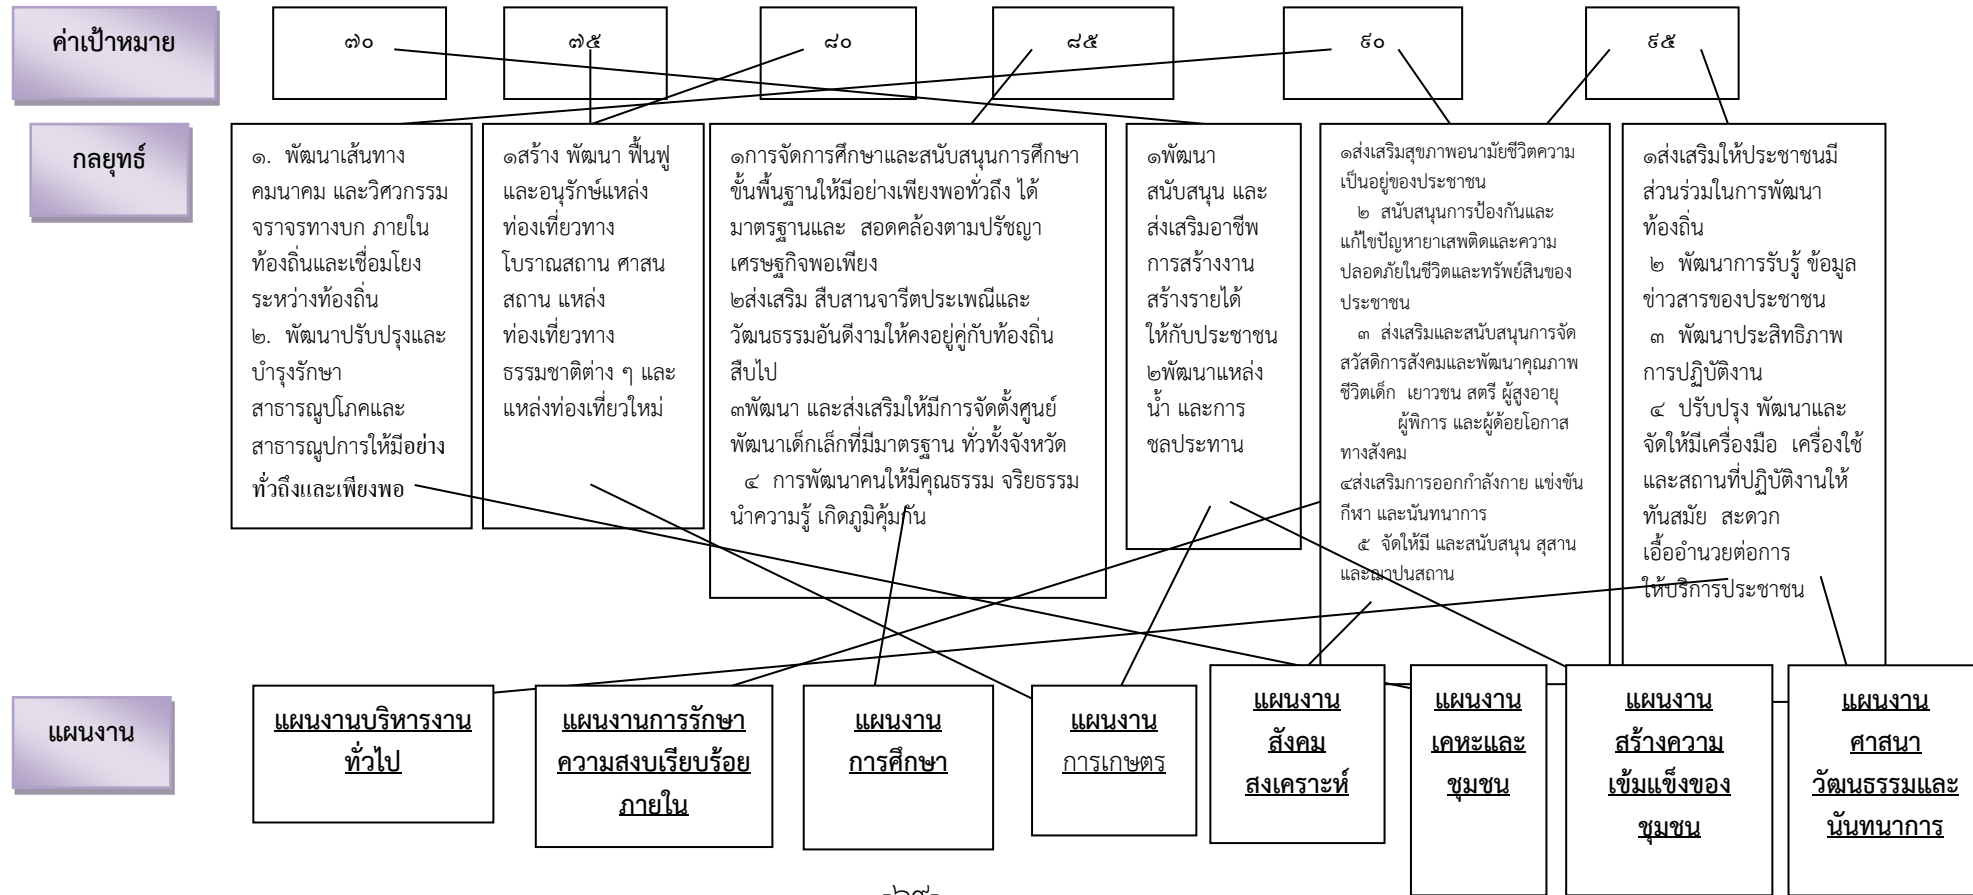 ค่าเป้าหมาย
๗๐
๗๕
๘๐
๘๕
๙๐
๙๕
กลยุทธ์
๑. พัฒนาเส้นทาง
คมนาคม และวิศวกรรม
จราจรทางบก ภายใน
ท้องถิ่นและเชื่อมโยง
ระหว่างท้องถิ่น
๒. พัฒนาปรับปรุงและ
บำรุงรักษา
สาธารณูปโภคและ
สาธารณูปการให้มีอย่าง
ทั่วถึงและเพียงพอ
๑สร้าง พัฒนา ฟื้นฟู
และอนุรักษ์แหล่ง
ท่องเที่ยวทาง
โบราณสถาน ศาสน
สถาน แหล่ง
ท่องเที่ยวทาง
ธรรมชาติต่าง ๆ และ
แหล่งท่องเที่ยวใหม่
๑การจัดการศึกษาและสนับสนุนการศึกษา
ขั้นพื้นฐานให้มีอย่างเพียงพอทั่วถึง ได้
มาตรฐานและ สอดคล้องตามปรัชญา
เศรษฐกิจพอเพียง
๒ส่งเสริม สืบสานจารีตประเพณีและ
วัฒนธรรมอันดีงามให้คงอยู่คู่กับท้องถิ่น
สืบไป
๓พัฒนา และส่งเสริมให้มีการจัดตั้งศูนย์
พัฒนาเด็กเล็กที่มีมาตรฐาน ทั่วทั้งจังหวัด
๔ การพัฒนาคนให้มีคุณธรรม จริยธรรม
นำความรู้ เกิดภูมิคุ้มกัน
๑พัฒนา
สนับสนุน และ
ส่งเสริมอาชีพ
การสร้างงาน
สร้างรายได้
ให้กับประชาชน
๒พัฒนาแหล่ง
น้ำ และการ
ชลประทาน
๑ส่งเสริมสุขภาพอนามัยชีวิตความ
เป็นอยู่ของประชาชน
๒ สนับสนุนการป้องกันและ
แก้ไขปัญหายาเสพติดและความ
ปลอดภัยในชีวิตและทรัพย์สินของ
ประชาชน
๓ ส่งเสริมและสนับสนุนการจัด
สวัสดิการสังคมและพัฒนาคุณภาพ
ชีวิตเด็ก เยาวชน สตรี ผู้สูงอายุ
ผู้พิการ และผู้ด้อยโอกาส
ทางสังคม
๔ส่งเสริมการออกกำลังกาย แข่งขัน
กีฬา และนันทนาการ
๕ จัดให้มี และสนับสนุน สุสาน
และฌาปนสถาน
๑ส่งเสริมให้ประชาชนมี
ส่วนร่วมในการพัฒนา
ท้องถิ่น
๒ พัฒนาการรับรู้ ข้อมูล
ข่าวสารของประชาชน
๓ พัฒนาประสิทธิภาพ
การปฏิบัติงาน
๔ ปรับปรุง พัฒนาและ
จัดให้มีเครื่องมือ เครื่องใช้
และสถานที่ปฏิบัติงานให้
ทันสมัย สะดวก
เอื้ออำนวยต่อการ
ให้บริการประชาชน
แผนงาน
แผนงานบริหารงาน
ทั่วไป
แผนงานการรักษา
ความสงบเรียบร้อย
ภายใน
แผนงาน
การศึกษา
แผนงาน
การเกษตร
แผนงาน
สังคม
สงเคราะห์
แผนงาน
เคหะและ
ชุมชน
แผนงาน
สร้างความ
เข้มแข็งของ
ชุมชน
แผนงาน
ศาสนา
วัฒนธรรมและ
นันทนาการ